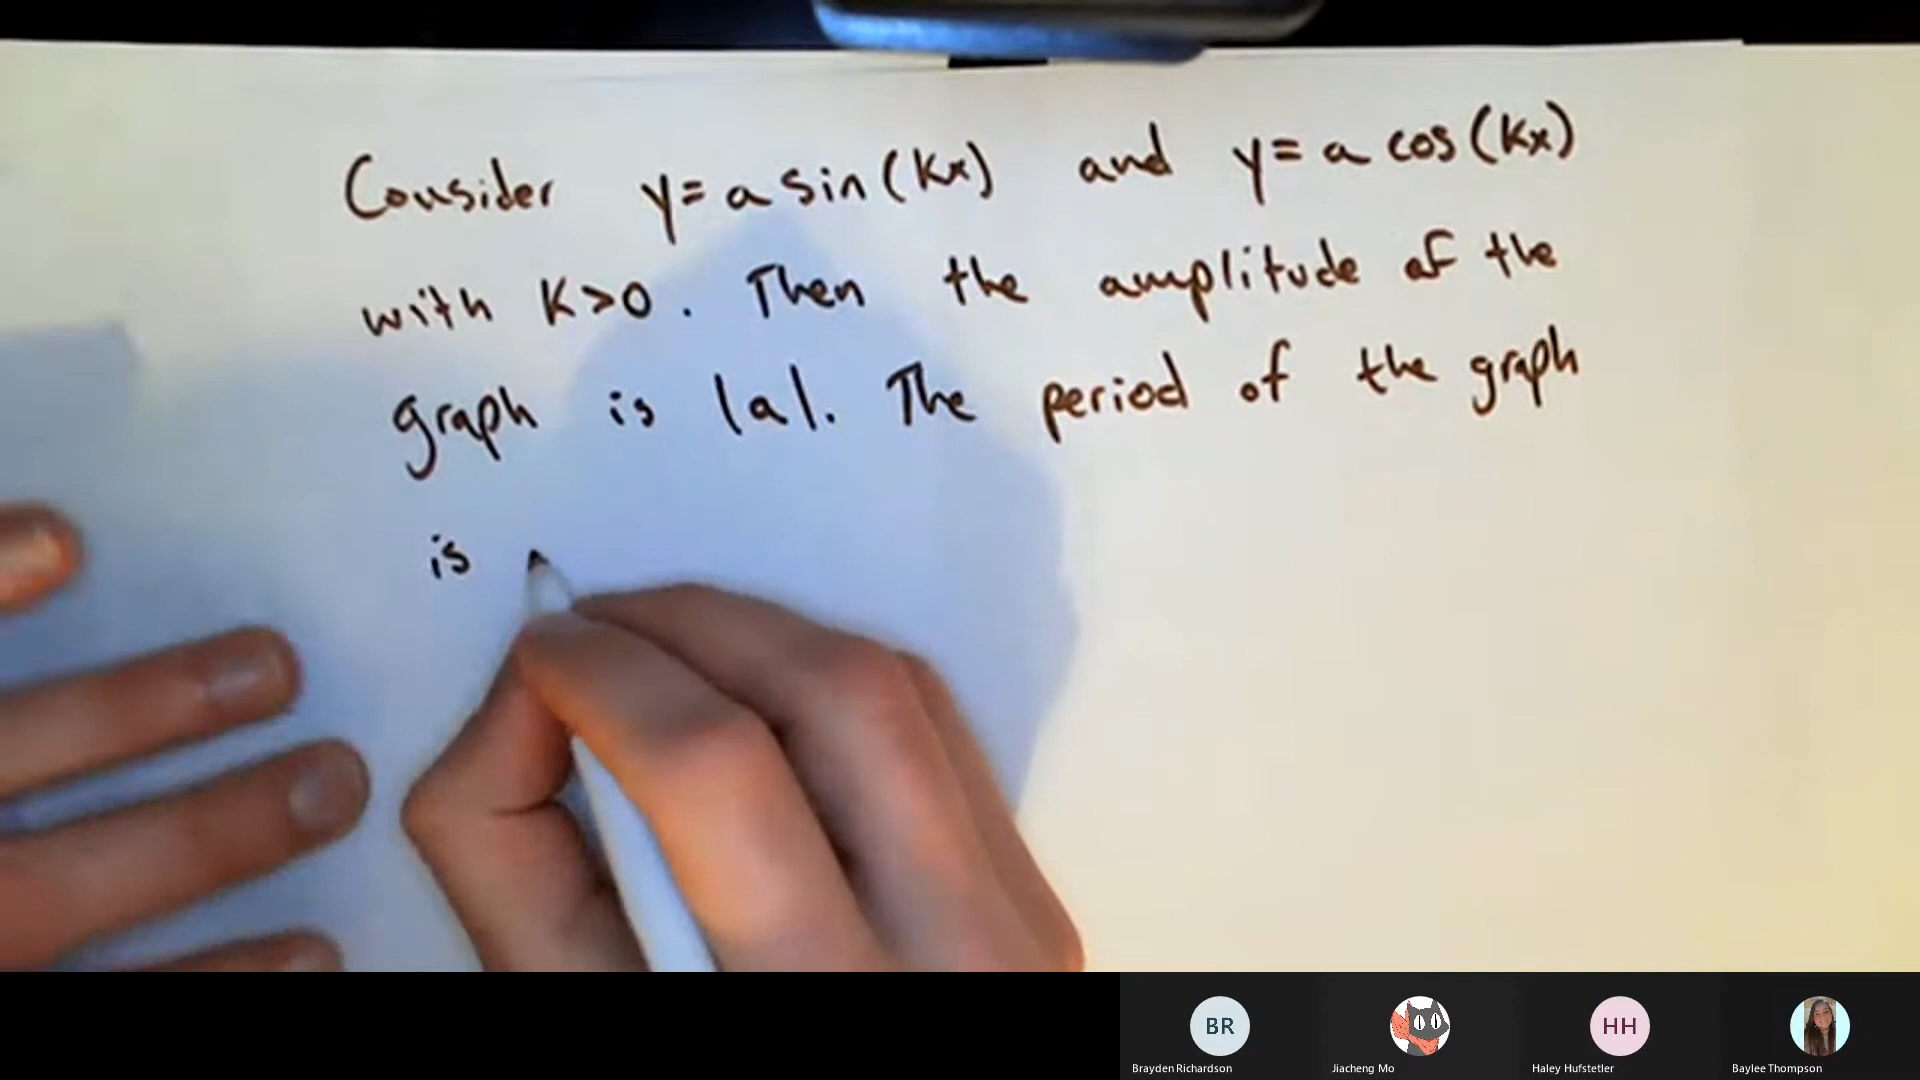 Consider y = a sin (kx) and y = a cos (kx)
with k > 0. Then the amplitude of the
graph is |a|. The period of the graph
is
BR
HH
Brayden Richardson
Jiacheng Mo
Haley Hufstetler
Baylee Thompson